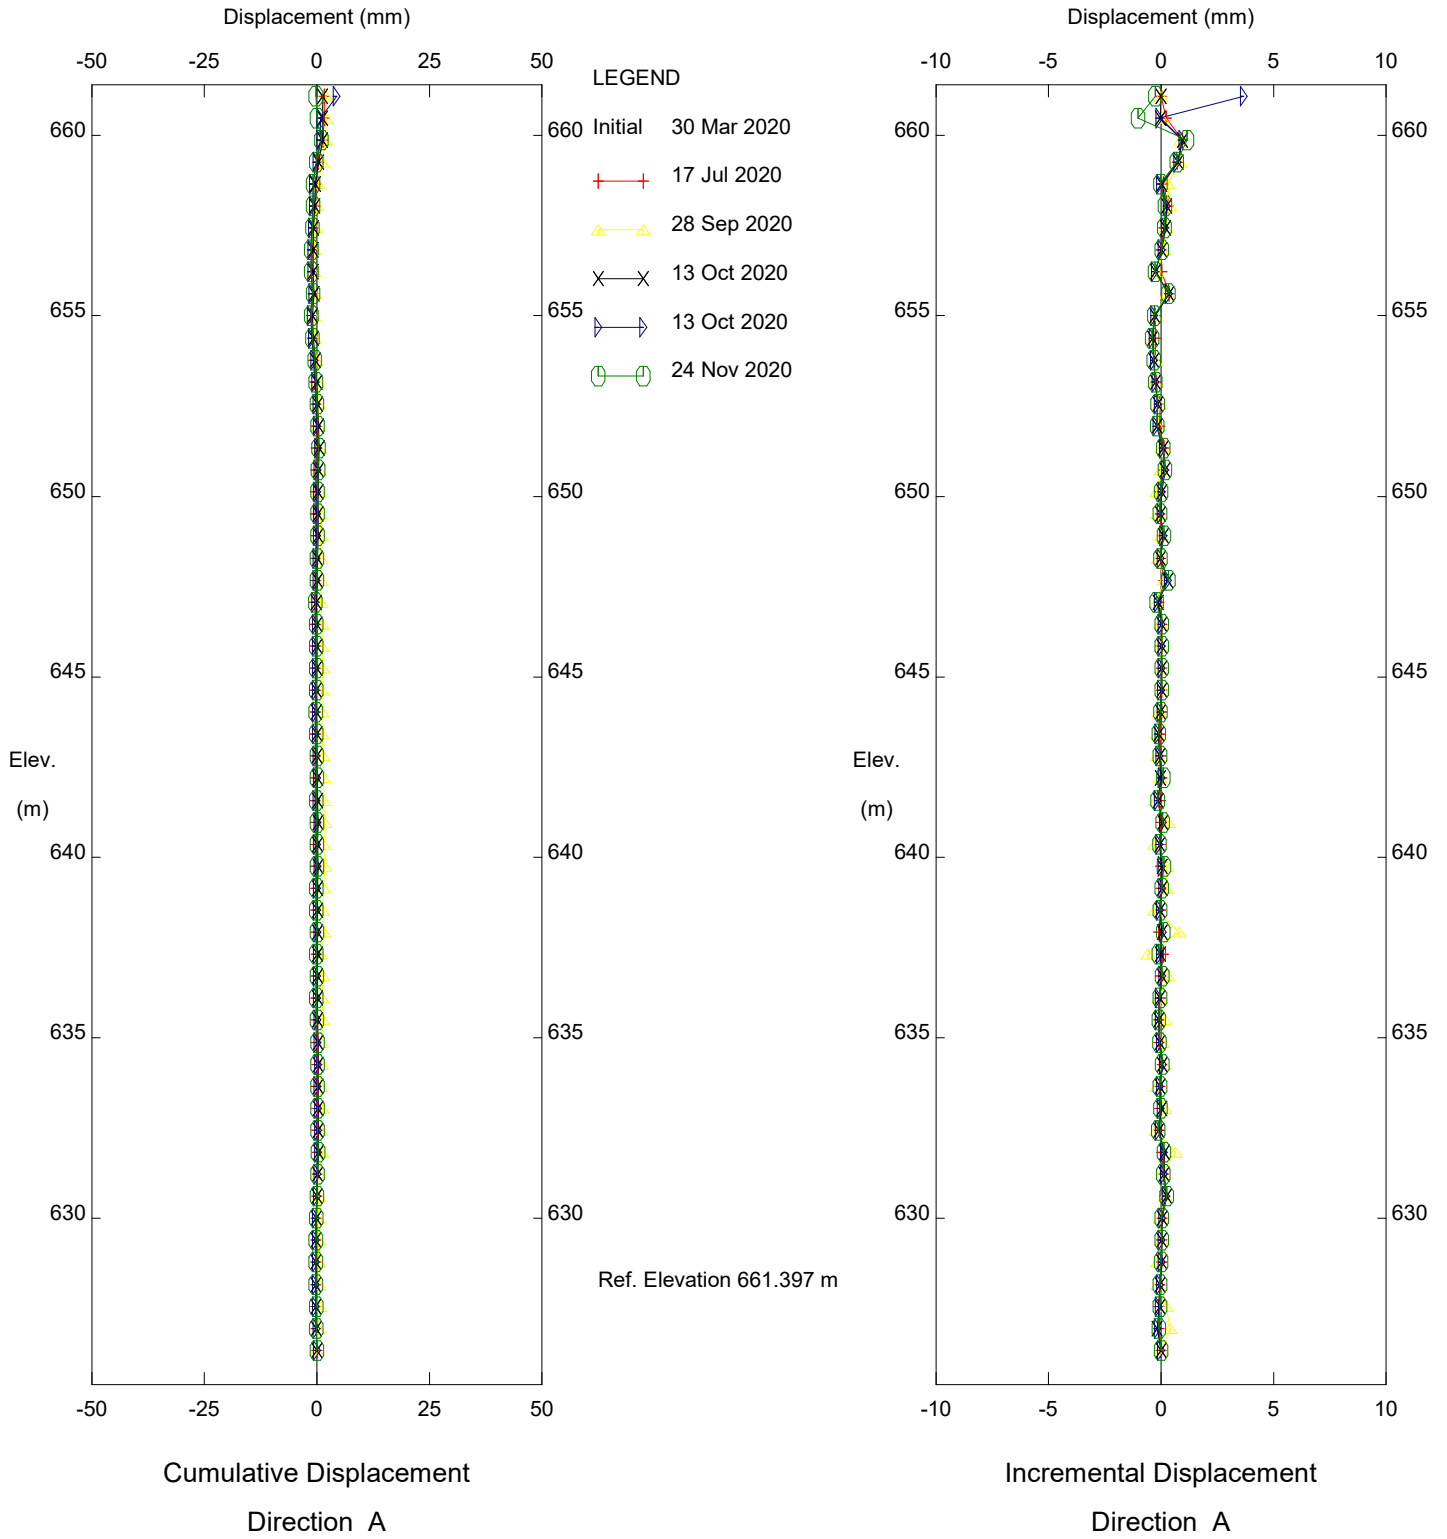 Displacement (mm)
-50 -25 0 25 50
660 660
655 655
650 650
645 645
Elev.
(m)
640 640
635 635
630 630
-50 -25 0 25 50
Cumulative Displacement
Direction A
LEGEND
Initial 30 Mar 2020
17 Jul 2020
28 Sep 2020
13 Oct 2020
13 Oct 2020
24 Nov 2020
Ref. Elevation 661.397 m
Displacement (mm)
-10 -5 0 5 10
660 660
655 655
650 650
645 645
Elev.
(m)
640 640
635 635
630 630
-10 -5 0 5 10
Incremental Displacement
Direction A